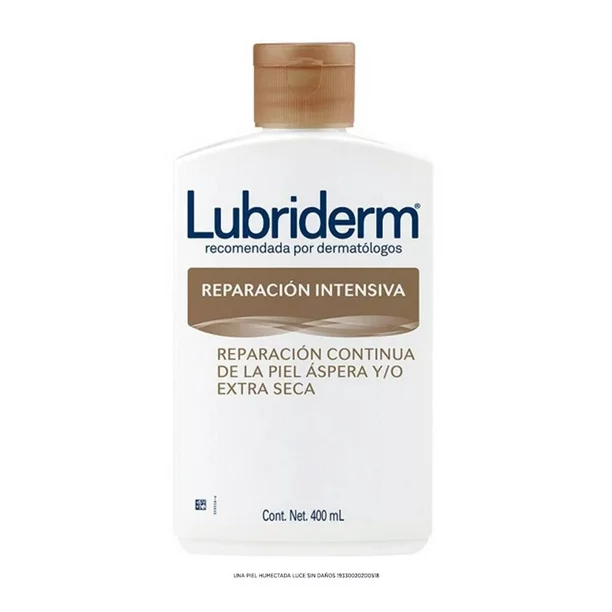 Lubriderm®
recomendada por dermatólogos
REPARACIÓN INTENSIVA
REPARACIÓN CONTINUA
DE LA PIEL ÁSPERA Y/O
EXTRA SECA
Cont. Net. 400 mL
UNA PIEL HUMECTADA LUCE SIN DAÑOS